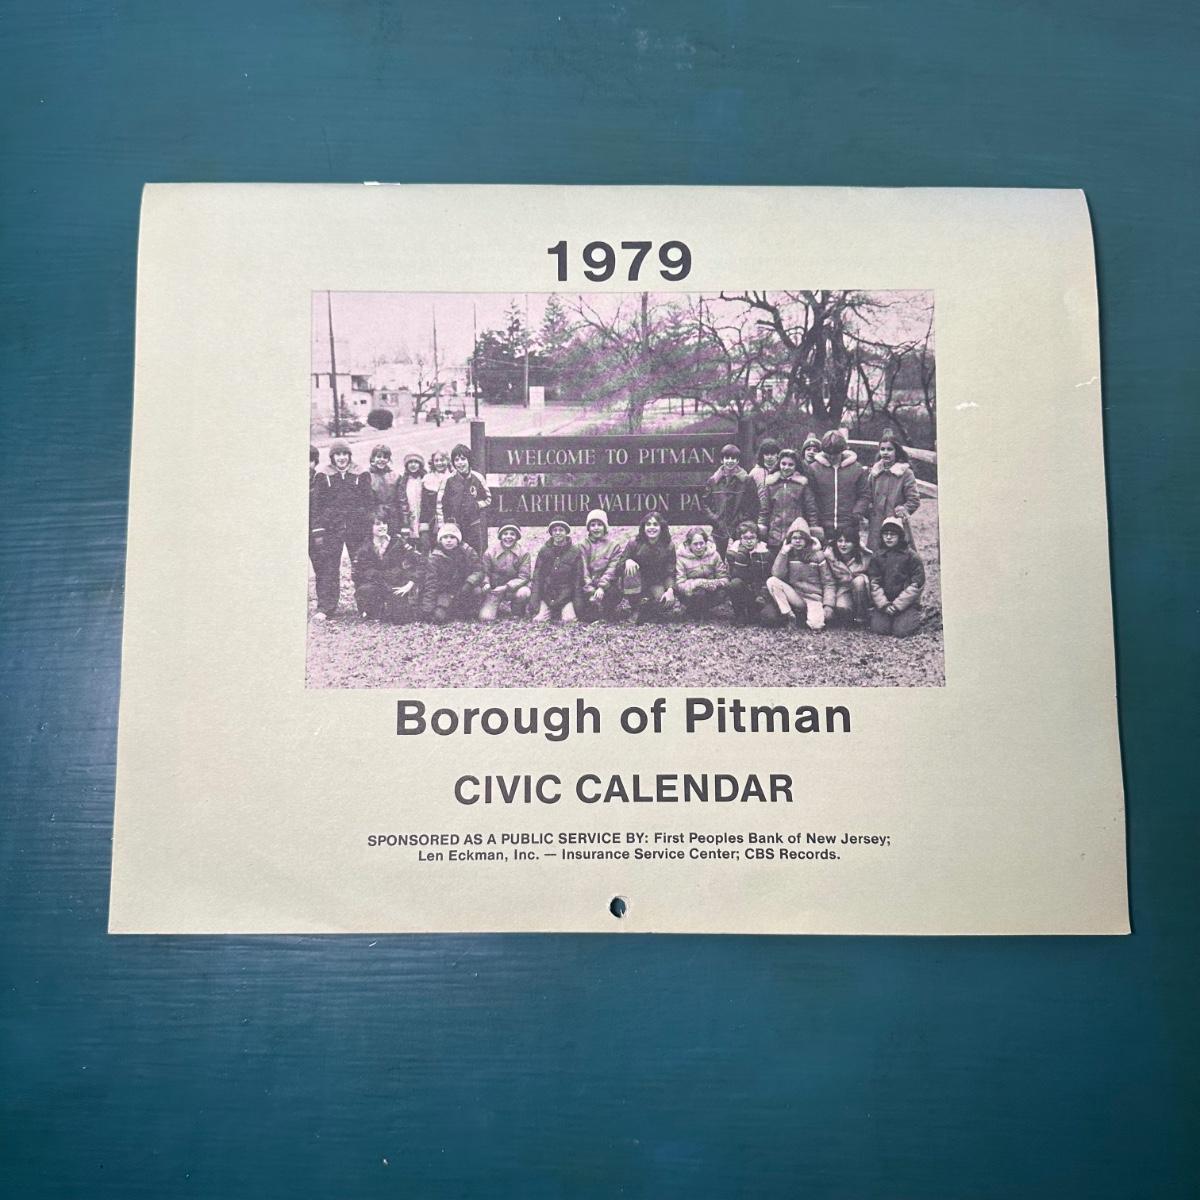 1979
WELCOME TO PITMAN
L. ARTHUR WALTON
Borough of Pitman
CIVIC CALENDAR
SPONSORED AS A PUBLIC SERVICE BY: First Peoples Bank of New Jersey;
Len Eckman, Inc. — Insurance Service Center; CBS Records.